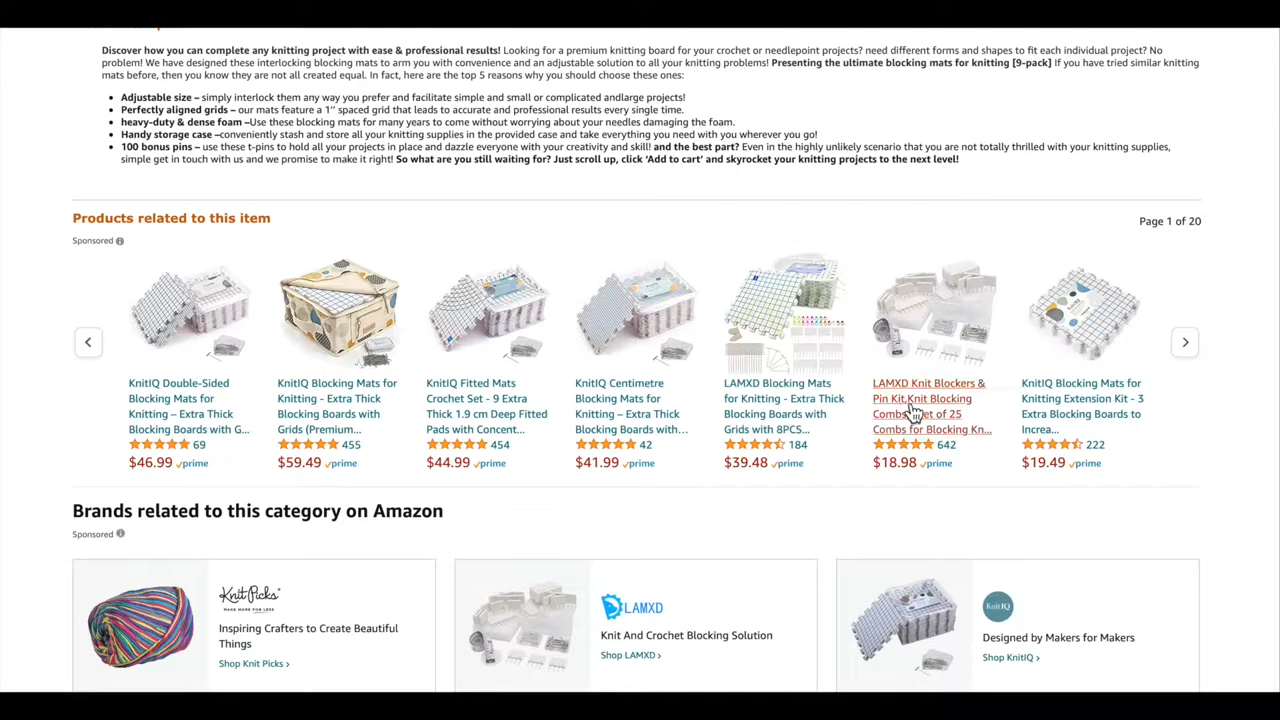 Discover how you can complete any knitting project with ease & professional results! Looking for a premium knitting board for your crochet or needlepoint projects? need different forms and shapes to fit each individual project? No
problem! We have designed these interlocking blocking mats to arm you with convenience and an adjustable solution to all your knitting problems! Presenting the ultimate blocking mats for knitting [9-pack] If you have tried similar knitting
mats before, then you know they are not all created equal. In fact, here are the top 5 reasons why you should choose these ones:
• Adjustable size – simply interlock them any way you prefer and facilitate simple and small or complicated andlarge projects!
• Perfectly aligned grids – our mats feature a 1’’ spaced grid that leads to accurate and professional results every single time.
• heavy-duty & dense foam –Use these blocking mats for many years to come without worrying about your needles damaging the foam.
• Handy storage case –conveniently stash and store all your knitting supplies in the provided case and take everything you need with you wherever you go!
• 100 bonus pins – use these t-pins to hold all your projects in place and dazzle everyone with your creativity and skill! and the best part? Even in the highly unlikely scenario that you are not totally thrilled with your knitting supplies,
simple get in touch with us and we promise to make it right! So what are you still waiting for? Just scroll up, click ‘Add to cart’ and skyrocket your knitting projects to the next level!
Products related to this item
Page 1 of 20
Sponsored
KnitIQ Double-Sided
Blocking Mats for
Knitting – Extra Thick
Blocking Boards with G...
69
$46.99 prime
KnitIQ Blocking Mats for
Knitting - Extra Thick
Blocking Boards with
Grids (Premium...
455
$59.49 prime
KnitIQ Fitted Mats
Crochet Set - 9 Extra
Thick 1.9 cm Deep Fitted
Pads with Concent...
454
$44.99 prime
KnitIQ Centimetre
Blocking Mats for
Knitting – Extra Thick
Blocking Boards with...
42
$41.99 prime
LAMXD Blocking Mats
for Knitting - Extra Thick
Blocking Boards with
Grids with 8PCS...
184
$39.48 prime
LAMXD Knit Blockers &
Pin Kit,Knit Blocking
Combs, of 25
Combs for Blocking Kn...
642
$18.98 prime
KnitIQ Blocking Mats for
Knitting Extension Kit - 3
Extra Blocking Boards to
Increa...
222
$19.49 prime
Brands related to this category on Amazon
Sponsored
Knit Picks
MAKE MORE FOR LESS
Inspiring Crafters to Create Beautiful
Things
Shop Knit Picks ›
LAMXD
Knit And Crochet Blocking Solution
Shop LAMXD ›
KnitIQ
Designed by Makers for Makers
Shop KnitIQ ›